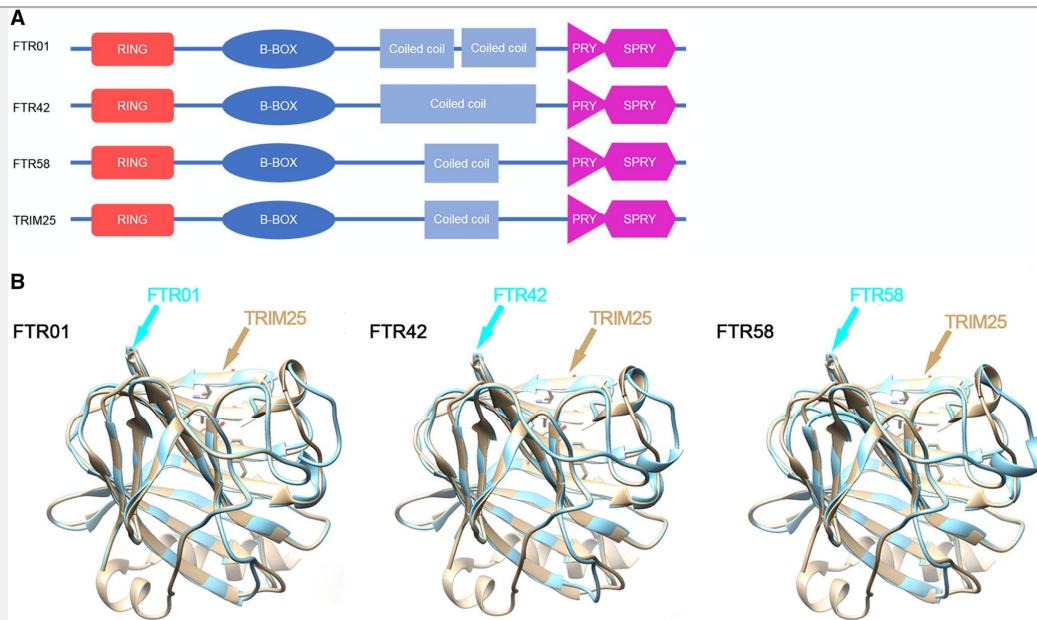 A
FTR01 RING B-BOX Coiled coil Coiled coil PRY SPRY
FTR42 RING B-BOX Coiled coil PRY SPRY
FTR58 RING B-BOX Coiled coil PRY SPRY
TRIM25 RING B-BOX Coiled coil PRY SPRY
B
FTR01 FTR42 FTR58
TRIM25 TRIM25 TRIM25
FTR01 FTR42 FTR58